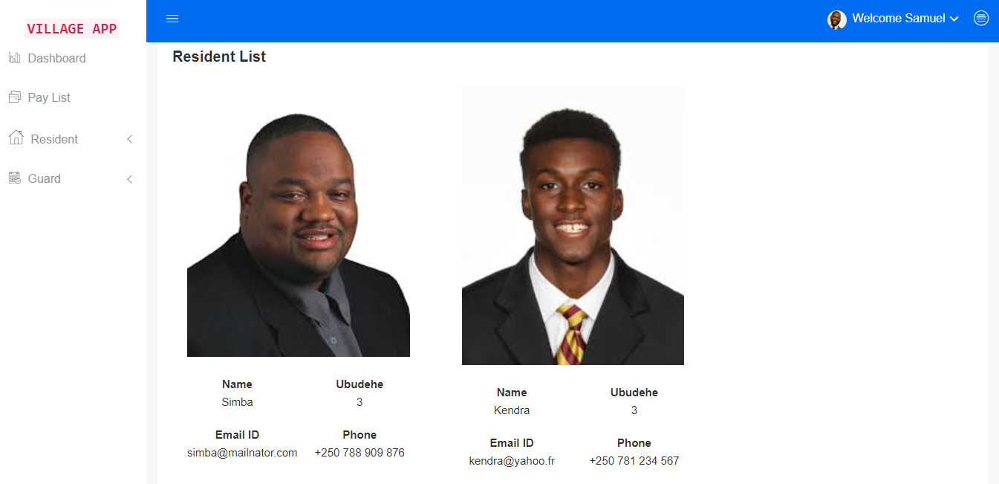 VILLAGE APP
Welcome Samuel
Dashboard
Pay List
Resident
Guard
Resident List
Name Ubudehe
Simba 3
Email ID Phone
simba@mailnator.com +250 788 909 876
Name Ubudehe
Kendra 3
Email ID Phone
kendra@yahoo.fr +250 781 234 567